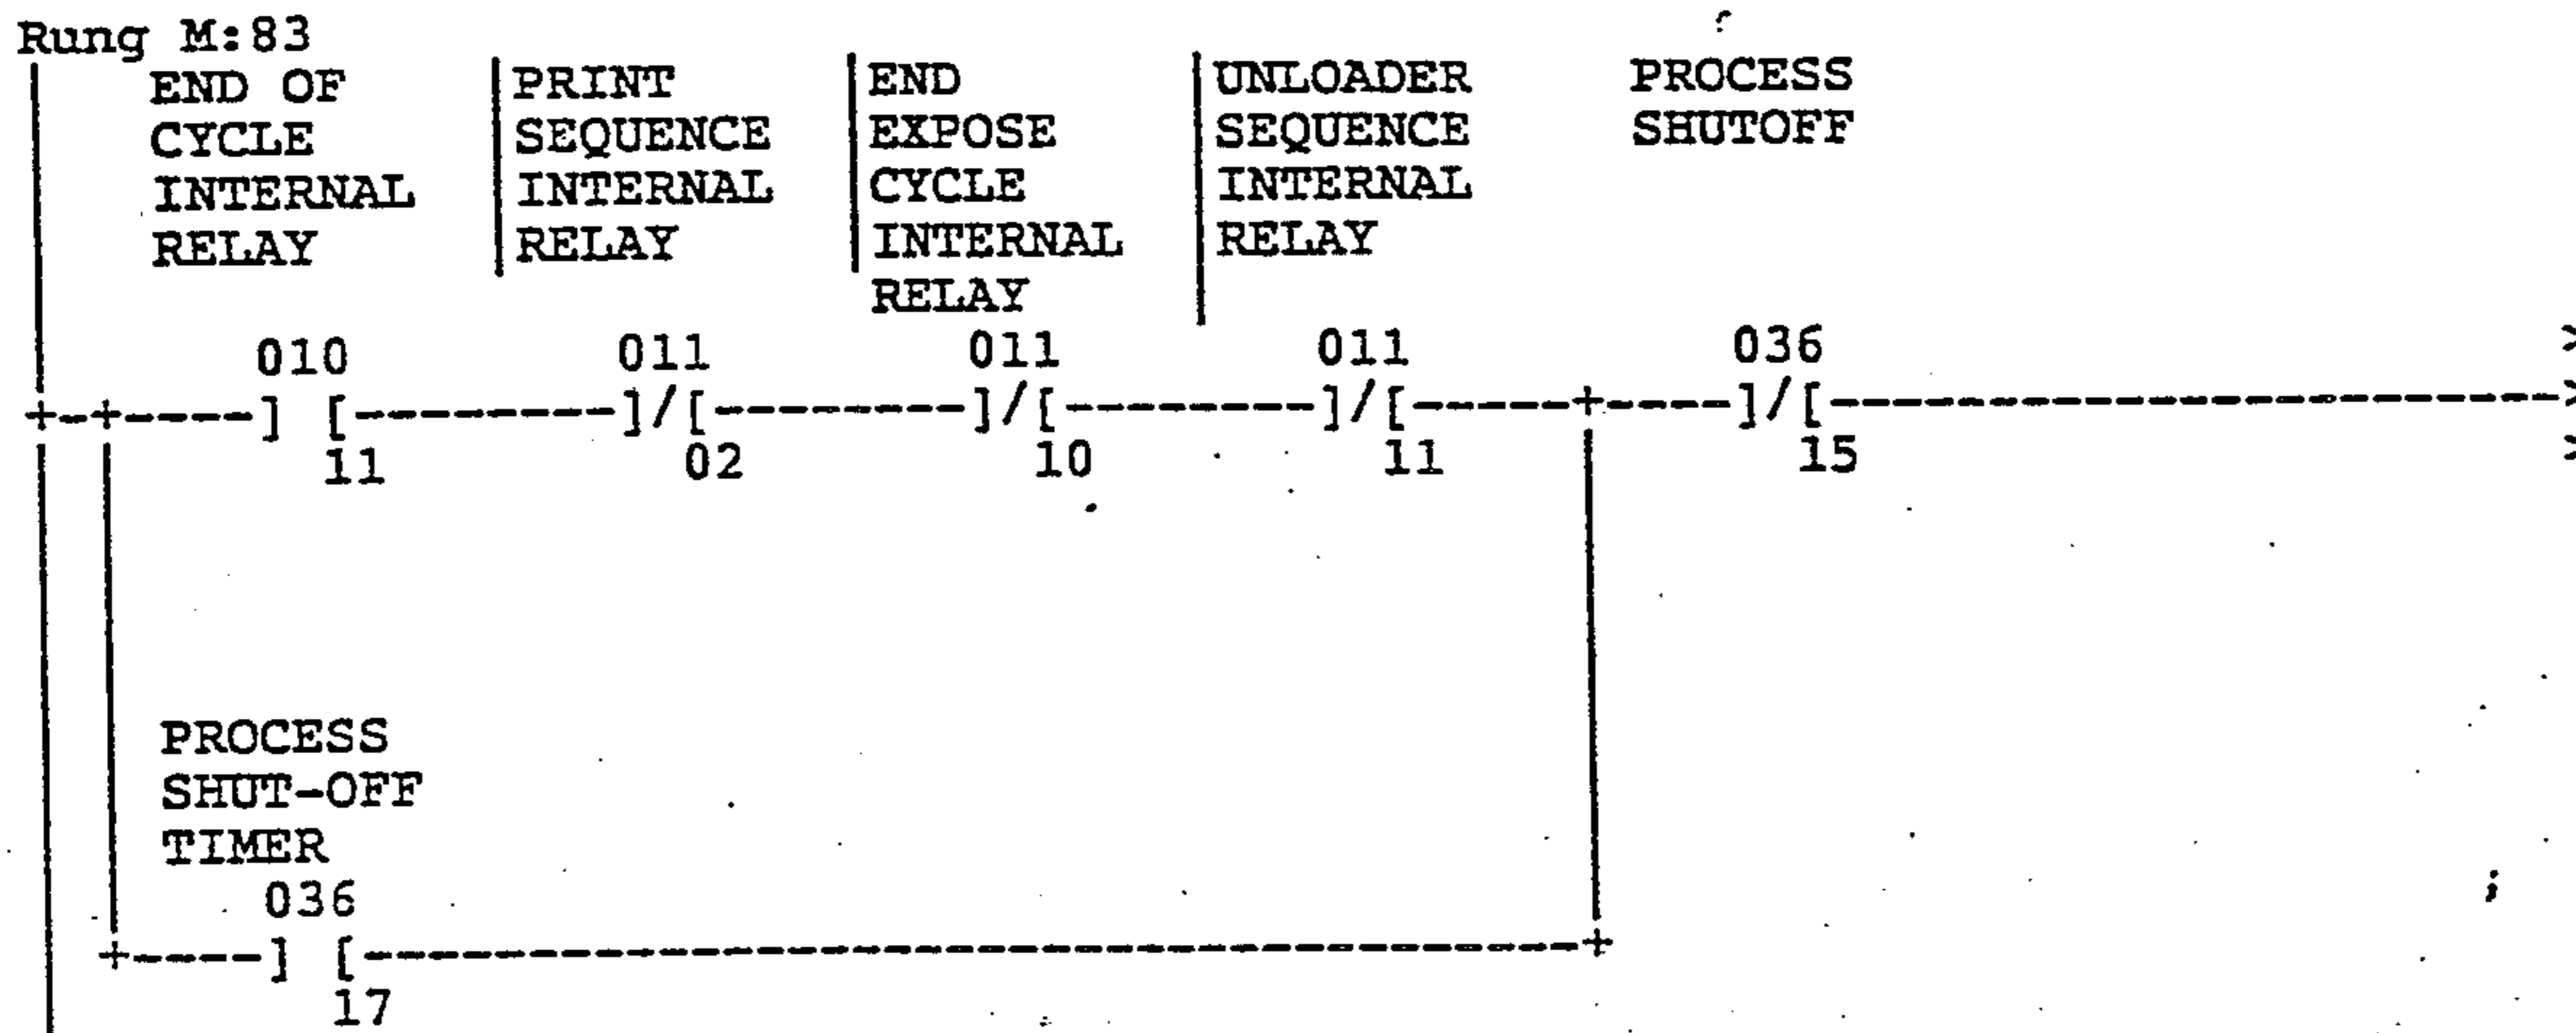 Rung M:83
END OF | PRINT | END | UNLOADER PROCESS
CYCLE | SEQUENCE | EXPOSE | SEQUENCE SHUTOFF
INTERNAL | INTERNAL | CYCLE | INTERNAL
RELAY | RELAY | INTERNAL | RELAY
RELAY
010 011 011 011 036 >
+-+-----] [---------]/[---------]/[---------]/[-----+----]/[--------------------->
11 02 10 11 15 >
PROCESS
SHUT-OFF
TIMER
036
+-----] [-----------------------------------------+
17